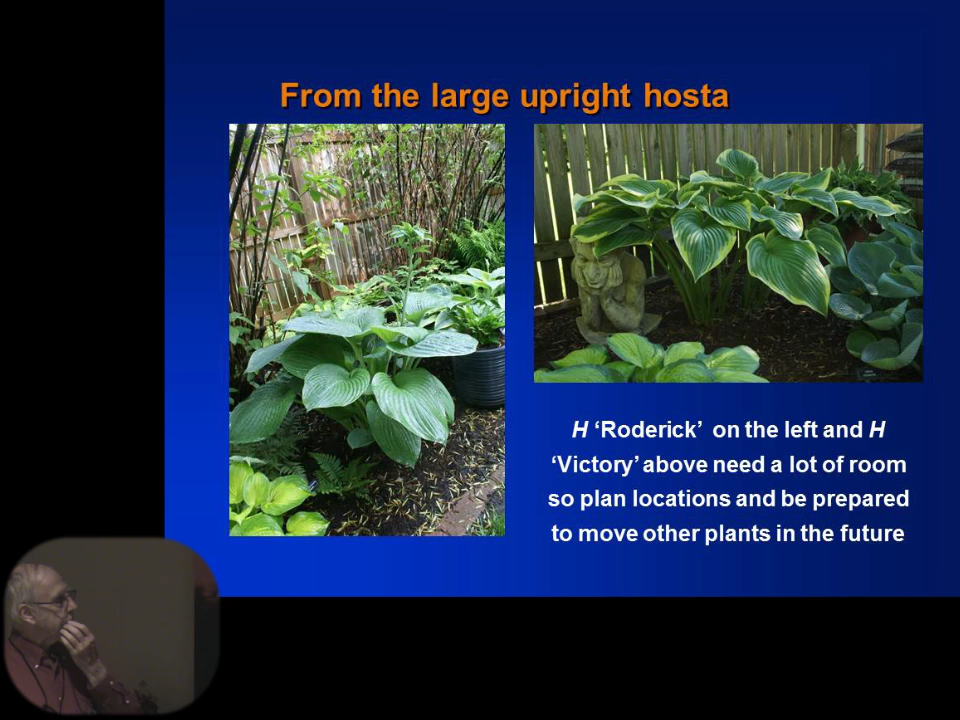 From the large upright hosta
H ‘Roderick’ on the left and H
‘Victory’ above need a lot of room
so plan locations and be prepared
to move other plants in the future